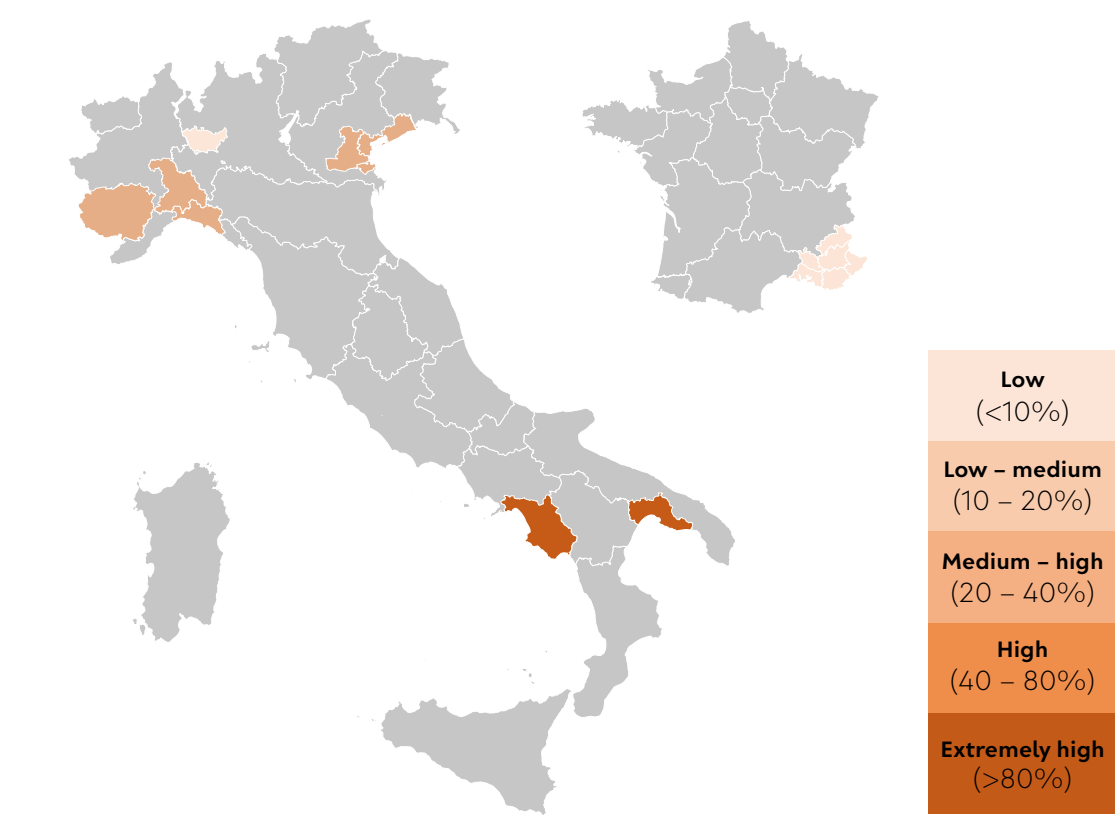 Low
(<10%)
Low – medium
(10 – 20%)
Medium – high
(20 – 40%)
High
(40 – 80%)
Extremely high
(>80%)